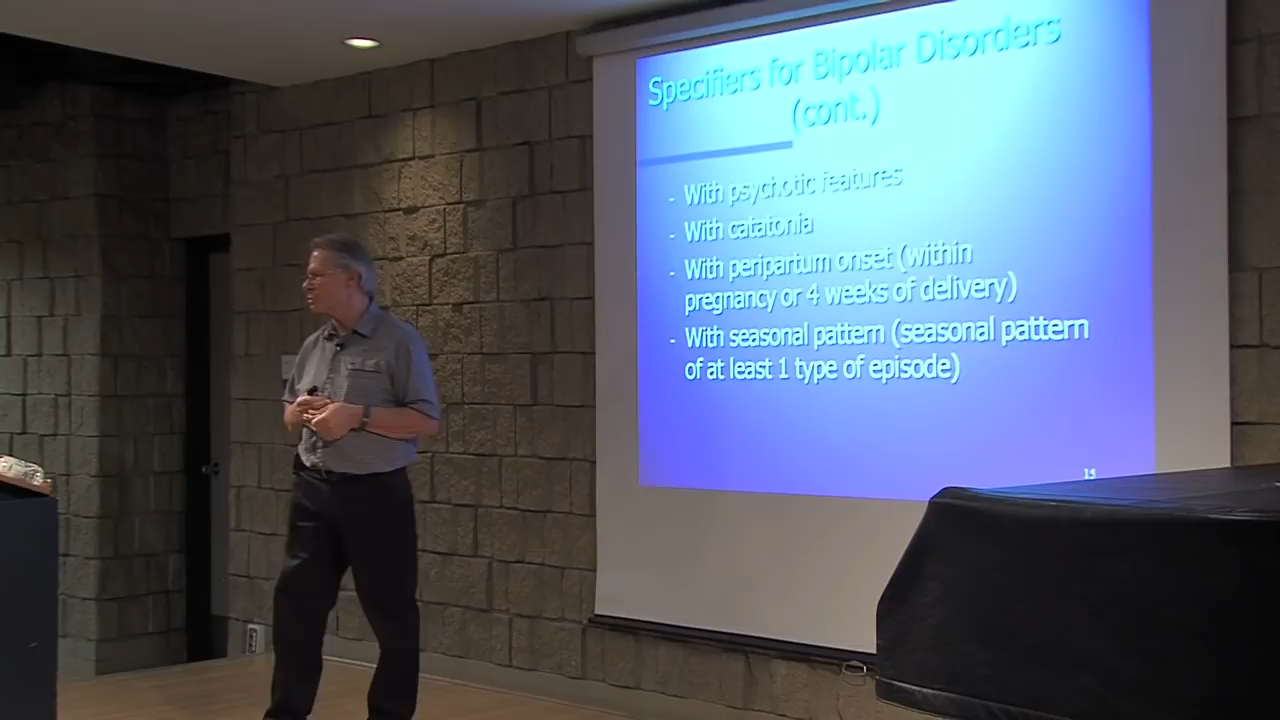 Specifiers for Bipolar Disorders
(cont.)
- With psychotic features
- With catatonia
- With peripartum onset (within
pregnancy or 4 weeks of delivery)
- With seasonal pattern (seasonal pattern
of at least 1 type of episode)